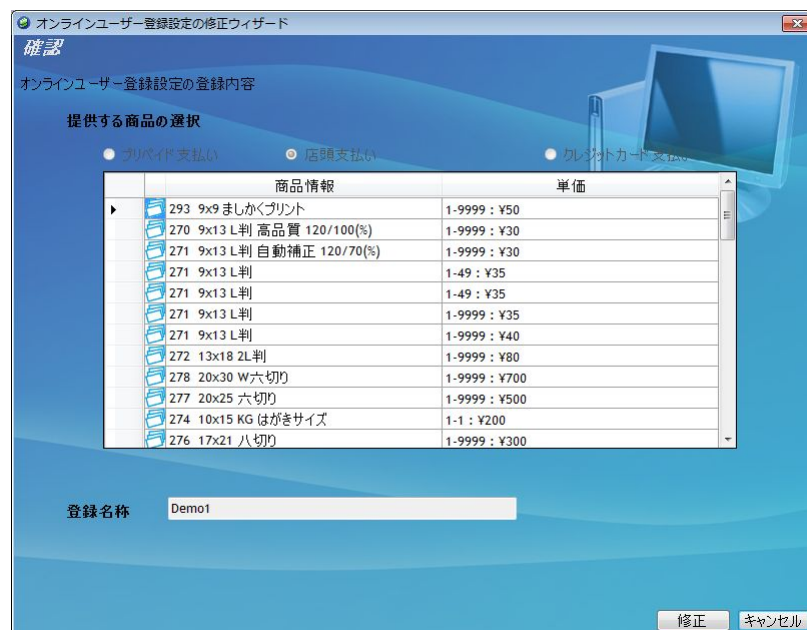 オンラインユーザー登録設定の修正ウィザード
確認
オンラインユーザー登録設定の登録内容
提供する商品の選択
プリペイド支払い 店頭支払い クレジットカード支払い
商品情報 単価
293 9x9 ましかくプリント 1-9999 : ¥50
270 9x13 L判 高品質 120/100(%) 1-9999 : ¥30
271 9x13 L判 自動補正 120/70(%) 1-9999 : ¥30
271 9x13 L判 1-49 : ¥35
271 9x13 L判 1-49 : ¥35
271 9x13 L判 1-9999 : ¥35
271 9x13 L判 1-9999 : ¥40
272 13x18 2L判 1-9999 : ¥80
278 20x30 W六切り 1-9999 : ¥700
277 20x25 六切り 1-9999 : ¥500
274 10x15 KG はがきサイズ 1-1 : ¥200
276 17x21 八切り 1-9999 : ¥300
登録名称 Demo1
修正 キャンセル